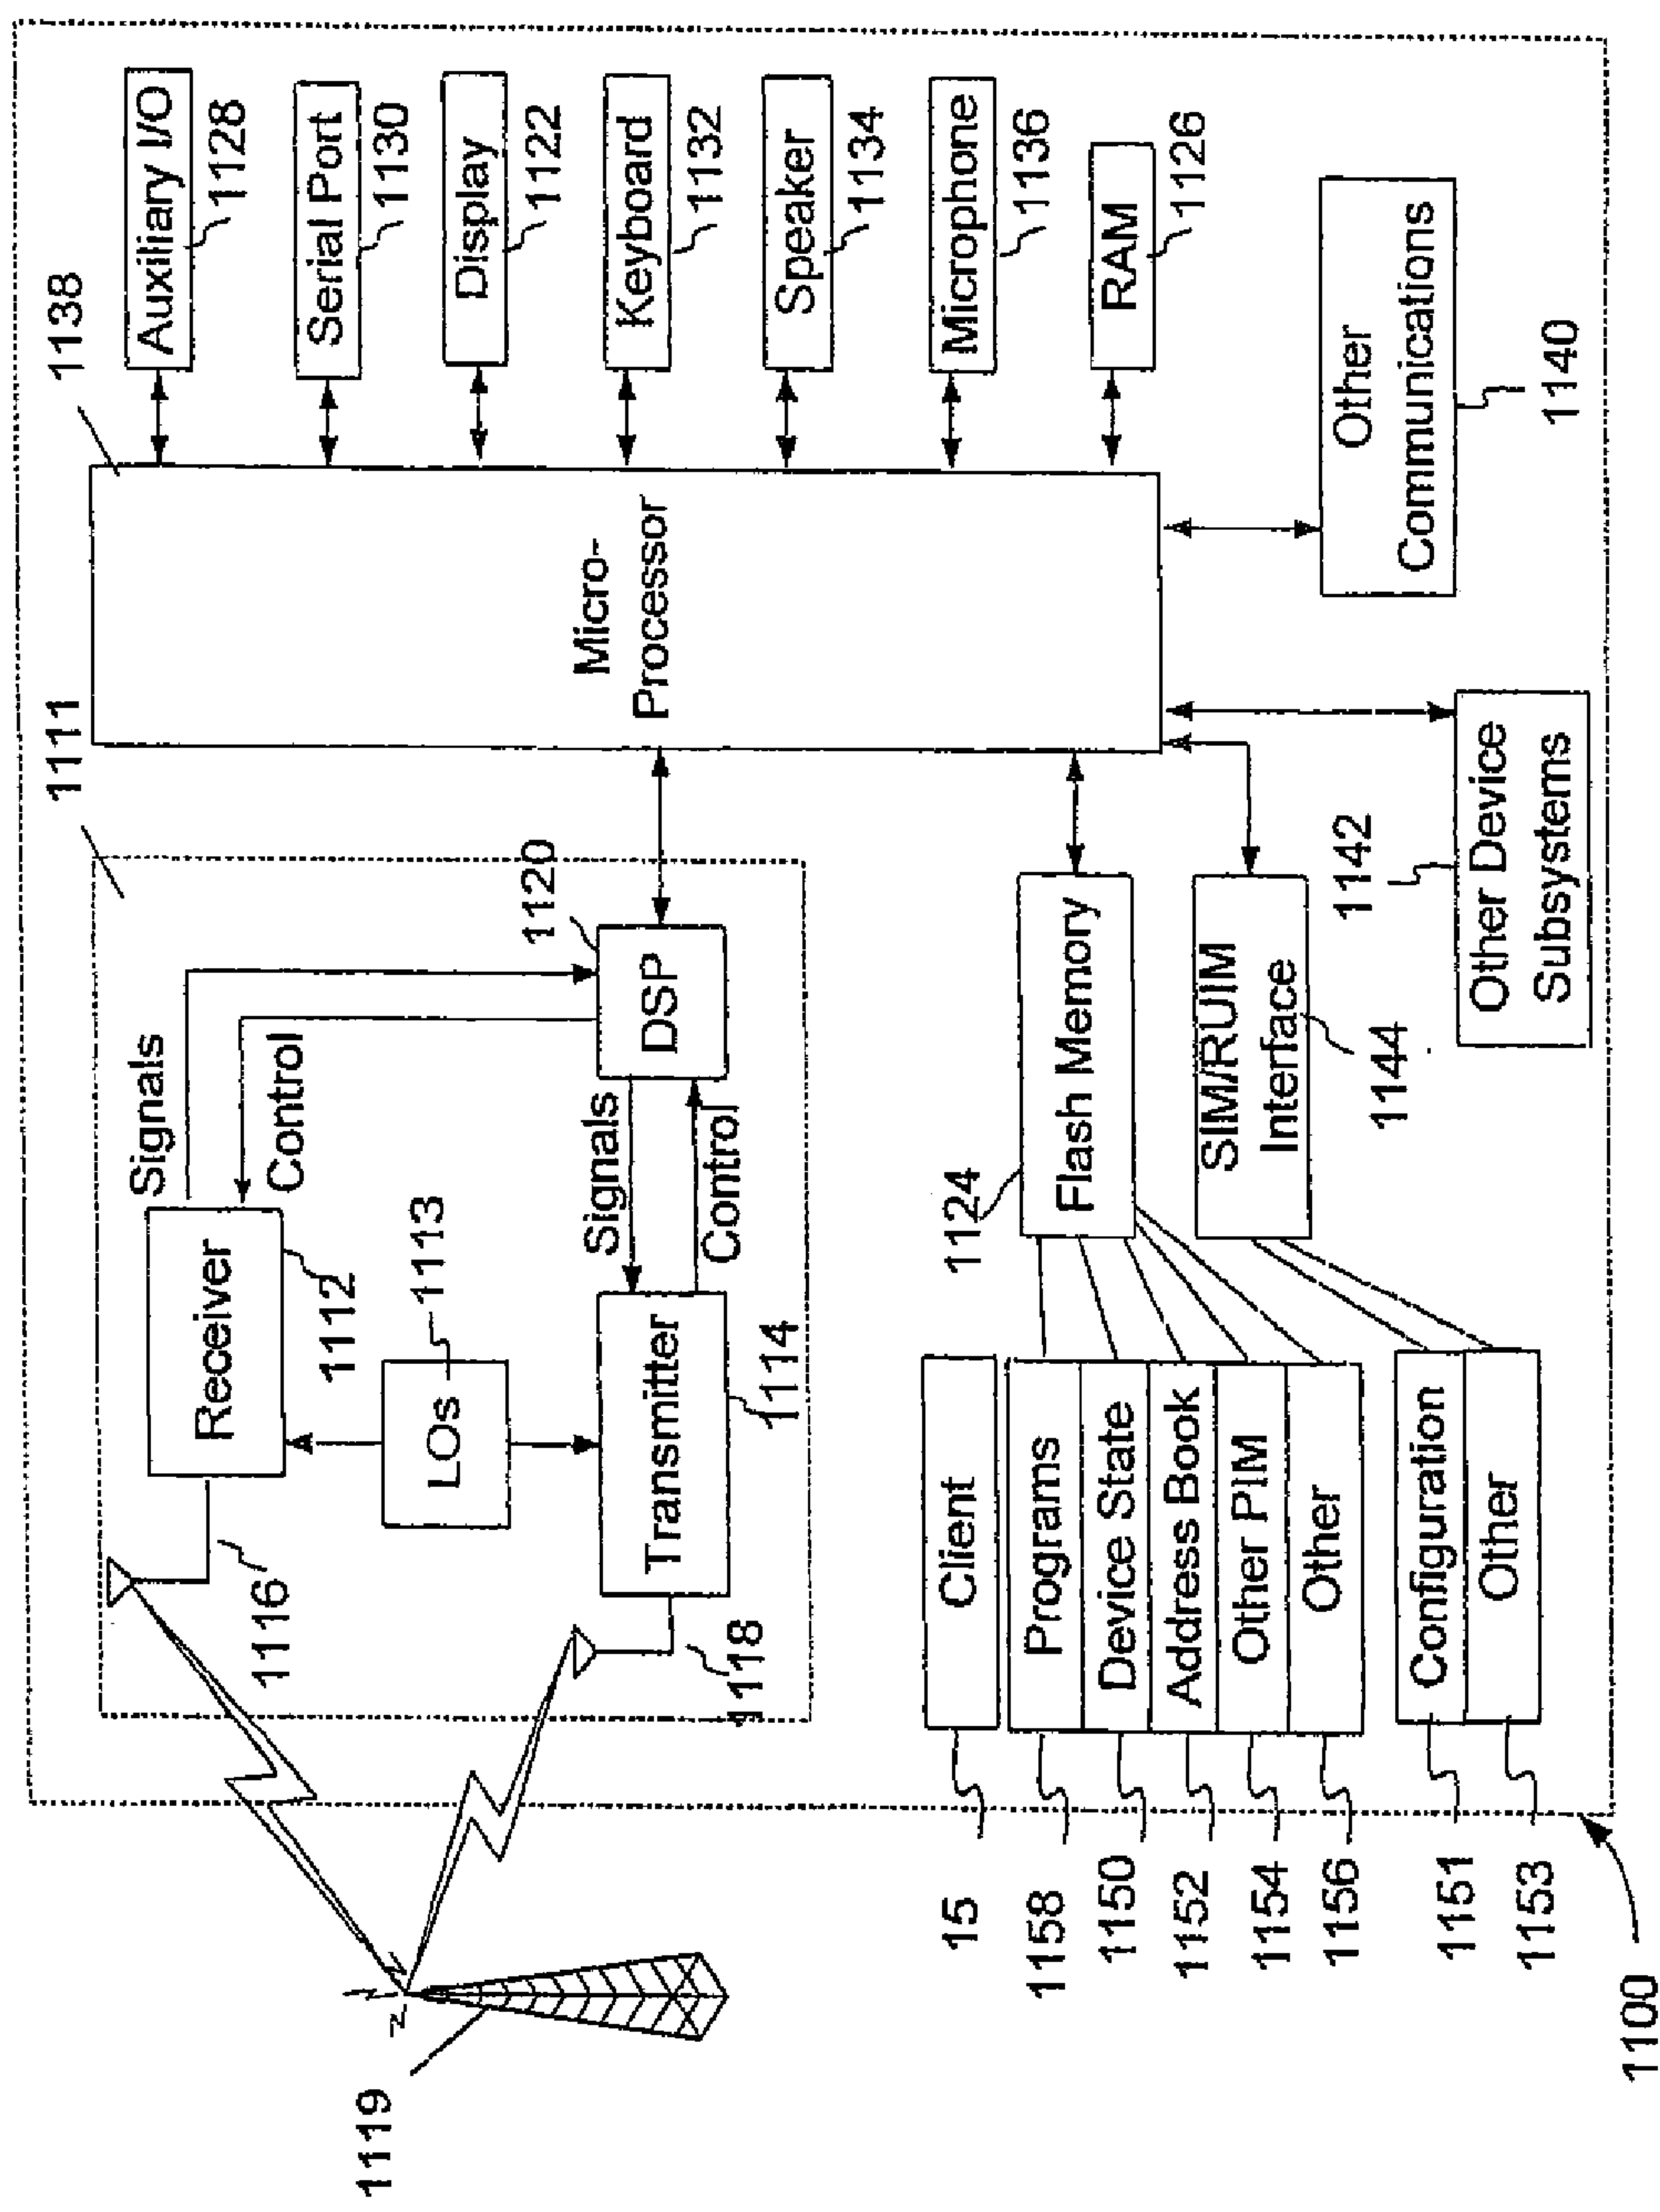 1138
1111
Auxiliary I/O
1128
Serial Port
1130
Display
1122
Keyboard
1132
Speaker
1134
Microphone
1136
RAM
1126
Micro-
Processor
Signals
Control
Receiver
1112
1116
LOs
1113
DSP
1120
Signals
Control
Transmitter
1114
1118
1119
Flash Memory
1124
SIM/RUIM
Interface
1144
Other Device
Subsystems
1142
Other
Communications
1140
Client
15
Programs
1158
Device State
1150
Address Book
1152
Other PIM
1154
Other
1156
Configuration
1151
Other
1153
1100